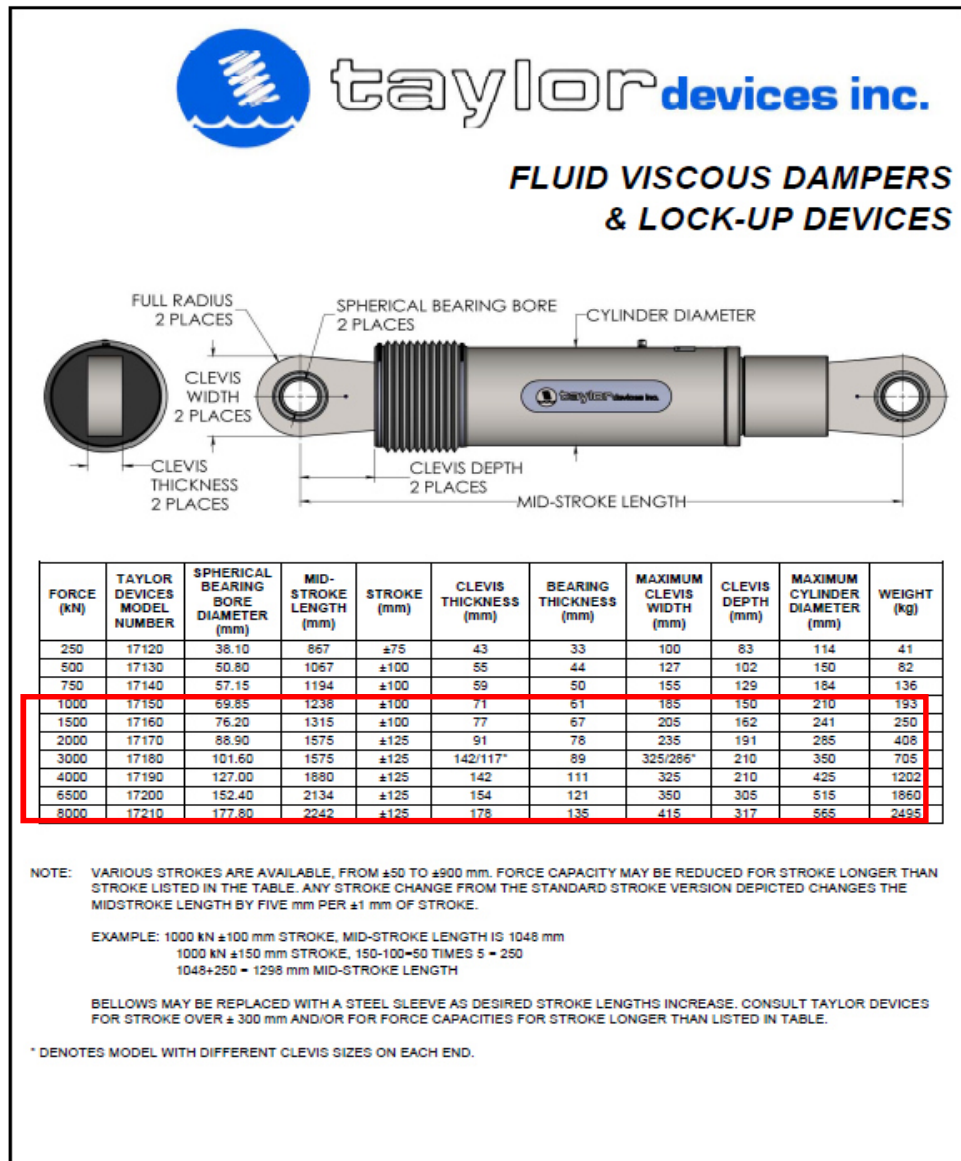 taylor devices inc.
FLUID VISCOUS DAMPERS
& LOCK-UP DEVICES
FULL RADIUS
2 PLACES
SPHERICAL BEARING BORE
2 PLACES
CYLINDER DIAMETER
CLEVIS
WIDTH
2 PLACES
taylor devices inc.
CLEVIS
THICKNESS
2 PLACES
CLEVIS DEPTH
2 PLACES
MID-STROKE LENGTH
FORCE (kN) TAYLOR DEVICES MODEL NUMBER SPHERICAL BEARING BORE DIAMETER (mm) MID-STROKE LENGTH (mm) STROKE (mm) CLEVIS THICKNESS (mm) BEARING THICKNESS (mm) MAXIMUM CLEVIS WIDTH (mm) CLEVIS DEPTH (mm) MAXIMUM CYLINDER DIAMETER (mm) WEIGHT (kg)
250 17120 38.10 867 ±75 43 33 100 83 114 41
500 17130 50.80 1067 ±100 55 44 127 102 150 82
750 17140 57.15 1194 ±100 59 50 155 129 184 136
1000 17150 69.85 1238 ±100 71 61 185 150 210 193
1500 17160 76.20 1315 ±100 77 67 205 162 241 250
2000 17170 88.90 1575 ±125 91 78 235 191 285 408
3000 17180 101.60 1575 ±125 142/117* 89 325/286* 210 350 705
4000 17190 127.00 1880 ±125 142 111 325 210 425 1202
6500 17200 152.40 2134 ±125 154 121 350 305 515 1860
8000 17210 177.80 2242 ±125 178 135 415 317 565 2495
NOTE: VARIOUS STROKES ARE AVAILABLE, FROM ±50 TO ±900 mm. FORCE CAPACITY MAY BE REDUCED FOR STROKE LONGER THAN
STROKE LISTED IN THE TABLE. ANY STROKE CHANGE FROM THE STANDARD STROKE VERSION DEPICTED CHANGES THE
MIDSTROKE LENGTH BY FIVE mm PER ±1 mm OF STROKE.
EXAMPLE: 1000 kN ±100 mm STROKE, MID-STROKE LENGTH IS 1048 mm
1000 kN ±150 mm STROKE, 150-100=50 TIMES 5 = 250
1048+250 = 1298 mm MID-STROKE LENGTH
BELLOWS MAY BE REPLACED WITH A STEEL SLEEVE AS DESIRED STROKE LENGTHS INCREASE. CONSULT TAYLOR DEVICES
FOR STROKE OVER ± 300 mm AND/OR FOR FORCE CAPACITIES FOR STROKE LONGER THAN LISTED IN TABLE.
* DENOTES MODEL WITH DIFFERENT CLEVIS SIZES ON EACH END.